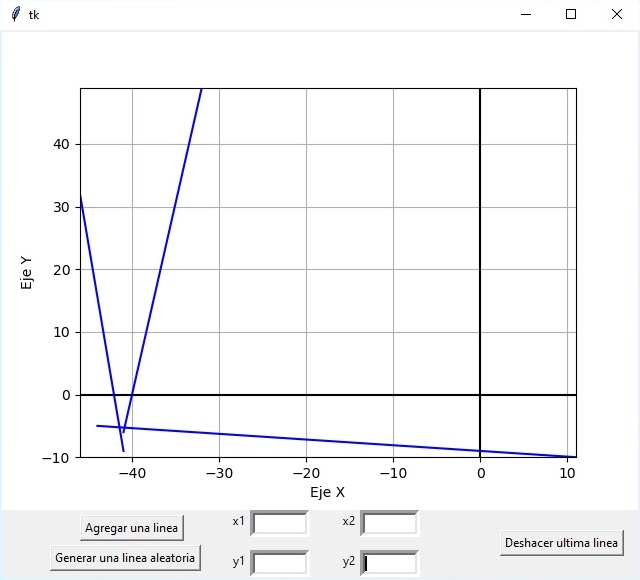 tk
40
30
20
10
0
−10
Eje Y
−40 −30 −20 −10 0 10
Eje X
Agregar una linea
Generar una linea aleatoria
x1
x2
y1
y2
Deshacer ultima linea